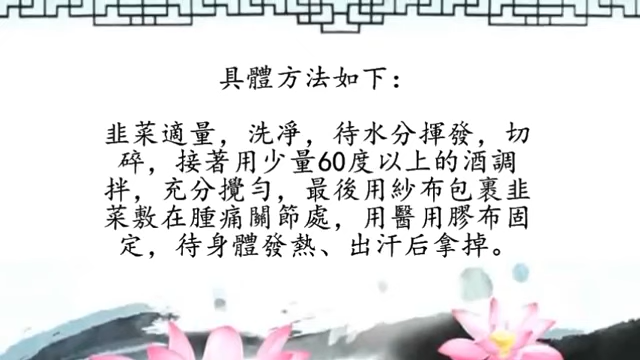 具體方法如下：
韭菜適量，洗凈，待水分揮發，切
碎，接著用少量60度以上的酒調
拌，充分攪勻，最後用紗布包裹韭
菜敷在腫痛關節處，用醫用膠布固
定，待身體發熱、出汗后拿掉。